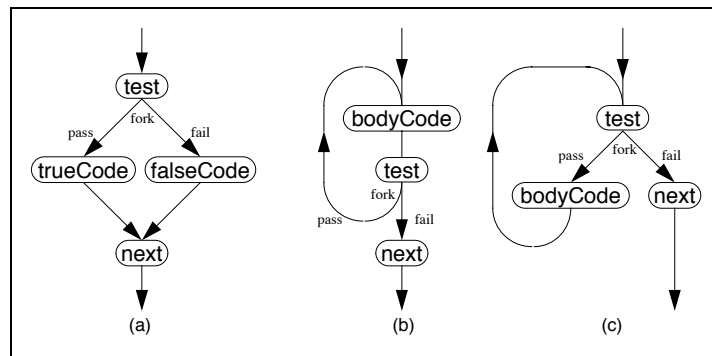 test
pass
fork
fail
trueCode
falseCode
next
(a)
bodyCode
test
fork
pass
fail
next
(b)
test
pass
fork
fail
bodyCode
next
(c)